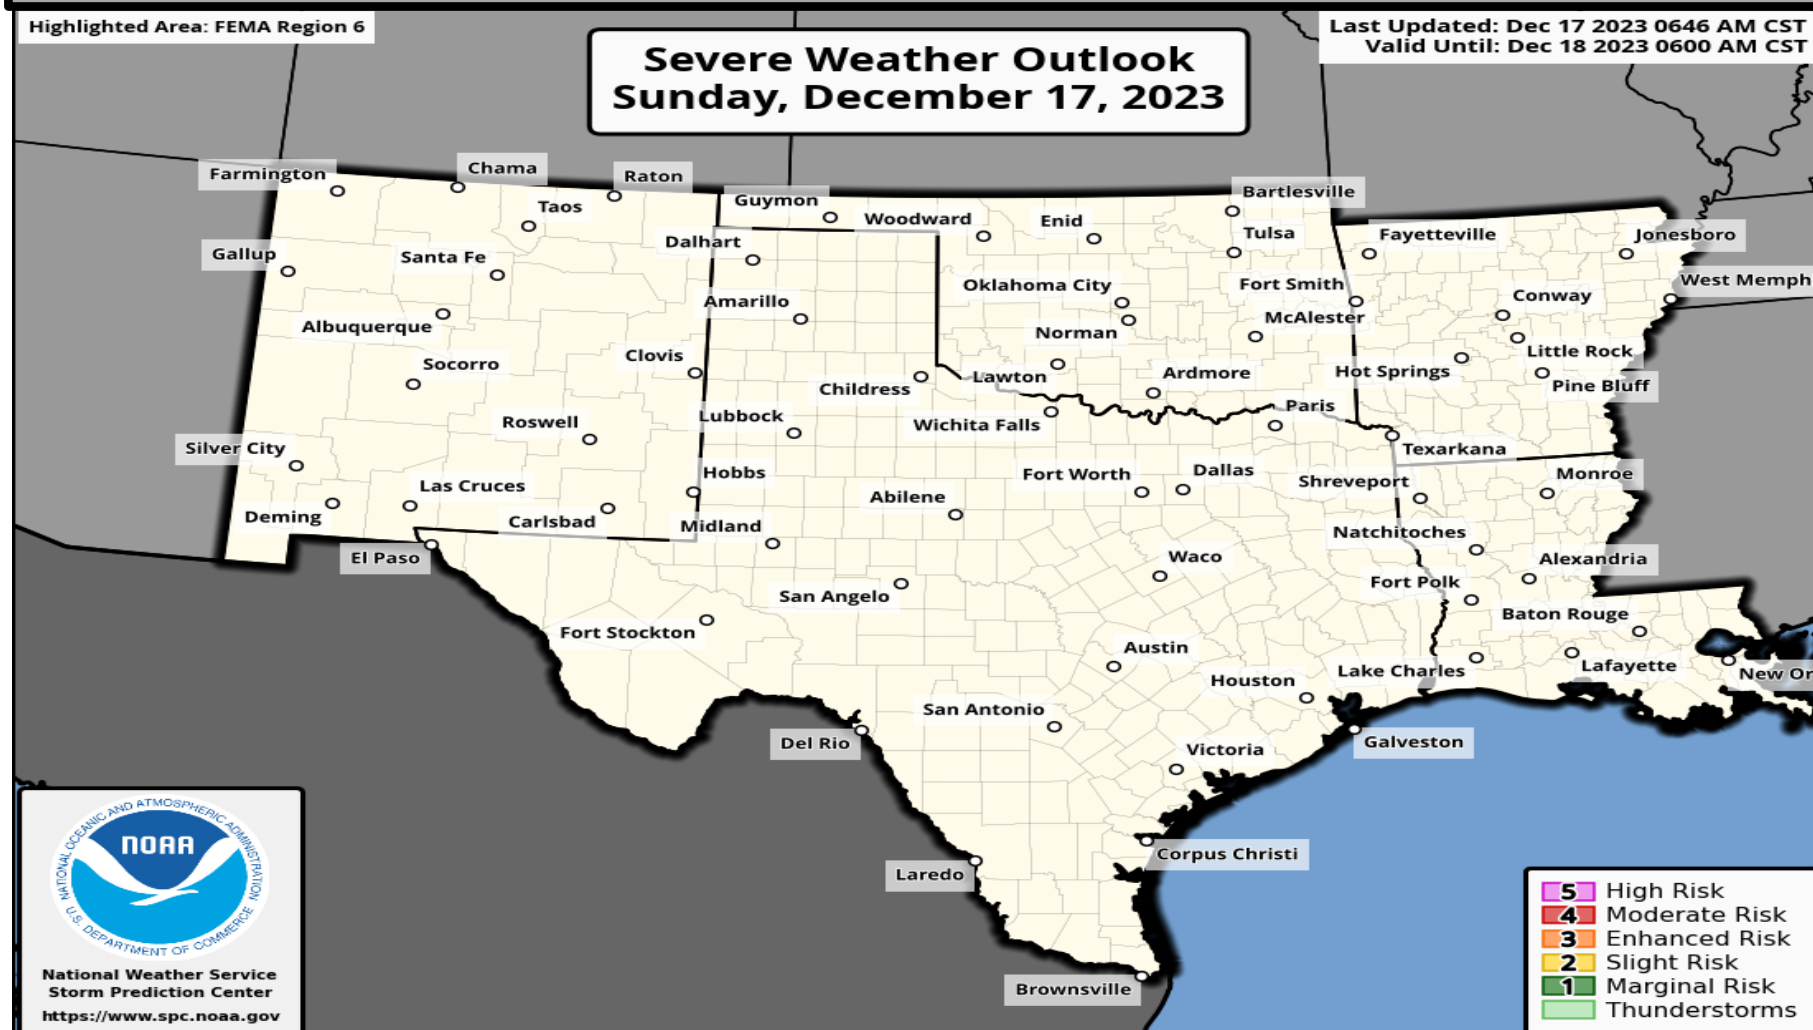 Highlighted Area: FEMA Region 6
Severe Weather Outlook
Sunday, December 17, 2023
Last Updated: Dec 17 2023 0646 AM CST
Valid Until: Dec 18 2023 0600 AM CST
Farmington
Chama
Raton
Taos
Guymon
Woodward
Enid
Bartlesville
Tulsa
Fayetteville
Jonesboro
Gallup
Santa Fe
Dalhart
Oklahoma City
Fort Smith
Conway
West Memph
Albuquerque
Amarillo
Norman
McAlester
Little Rock
Socorro
Clovis
Childress
Lawton
Ardmore
Hot Springs
Pine Bluff
Roswell
Lubbock
Wichita Falls
Paris
Texarkana
Silver City
Las Cruces
Hobbs
Abilene
Fort Worth
Dallas
Shreveport
Monroe
Deming
Carlsbad
Midland
Natchitoches
El Paso
San Angelo
Waco
Fort Polk
Alexandria
Fort Stockton
Austin
Baton Rouge
Houston
Lake Charles
Lafayette
New Or
San Antonio
Del Rio
Victoria
Galveston
Laredo
Corpus Christi
Brownsville
NATIONAL OCEANIC AND ATMOSPHERIC ADMINISTRATION
NOAA
U.S. DEPARTMENT OF COMMERCE
National Weather Service
Storm Prediction Center
https://www.spc.noaa.gov
5 High Risk
4 Moderate Risk
3 Enhanced Risk
2 Slight Risk
1 Marginal Risk
Thunderstorms